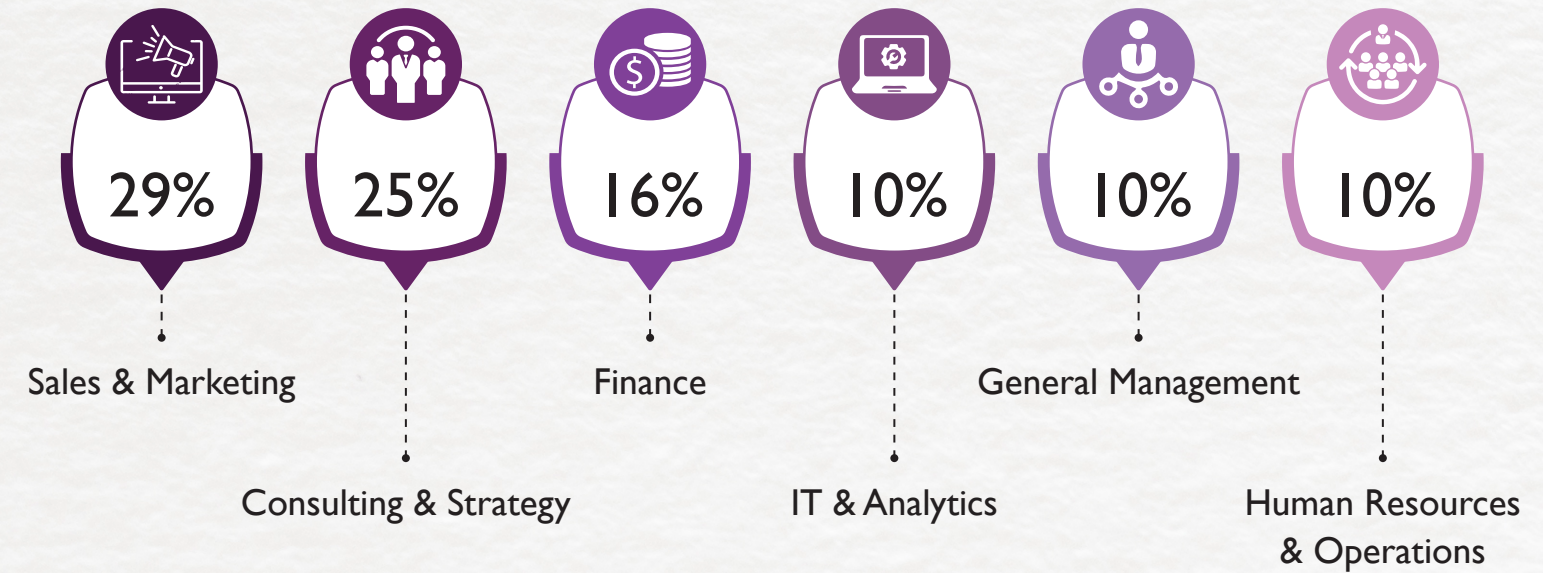 29%
25%
16%
10%
10%
10%
Sales & Marketing
Finance
General Management
Consulting & Strategy
IT & Analytics
Human Resources
& Operations